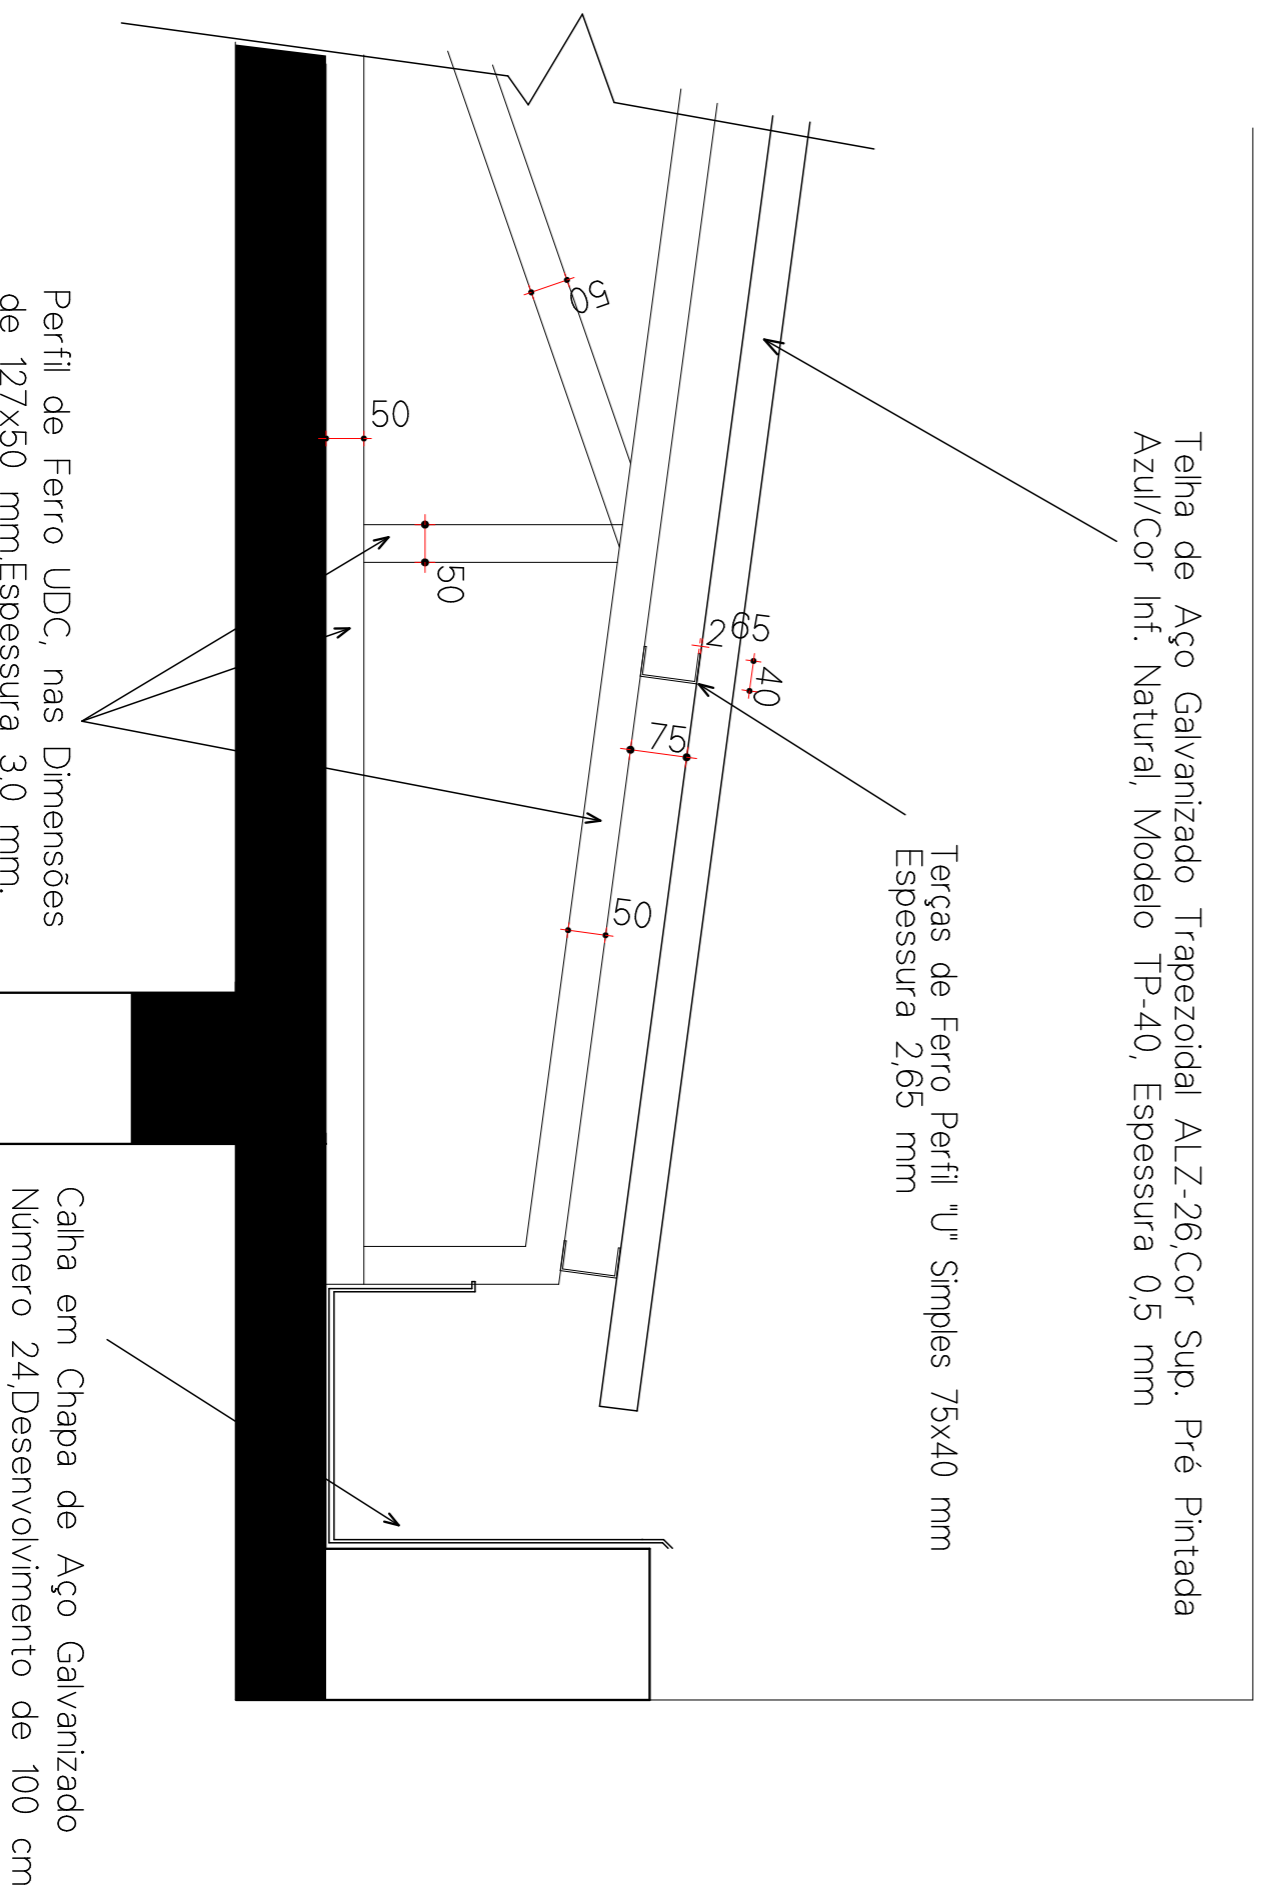 Telha de Aço Galvanizado Trapezoidal ALZ-26,Cor Sup. Pré Pintada
Azul/Cor Inf. Natural, Modelo TP-40, Espessura 0,5 mm
Terças de Ferro Perfil "U" Simples 75x40 mm
Espessura 2,65 mm
40
265
75
50
50
50
50
Perfil de Ferro UDC, nas Dimensões
de 127x50 mm,Espessura 3,0 mm.
Calha em Chapa de Aço Galvanizado
Número 24,Desenvolvimento de 100 cm